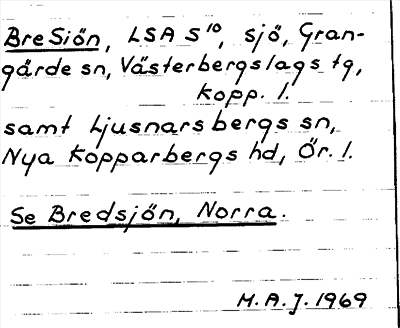 BreSiön, LSA S¹⁰, sjö, Gran-
gärde sn, Västerbergslags tg,
Kopp. l.
samt Ljusnarsbergs sn,
Nya Kopparbergs hd, Ör. l.
Se Bredsjön, Norra.
M.A.J. 1969